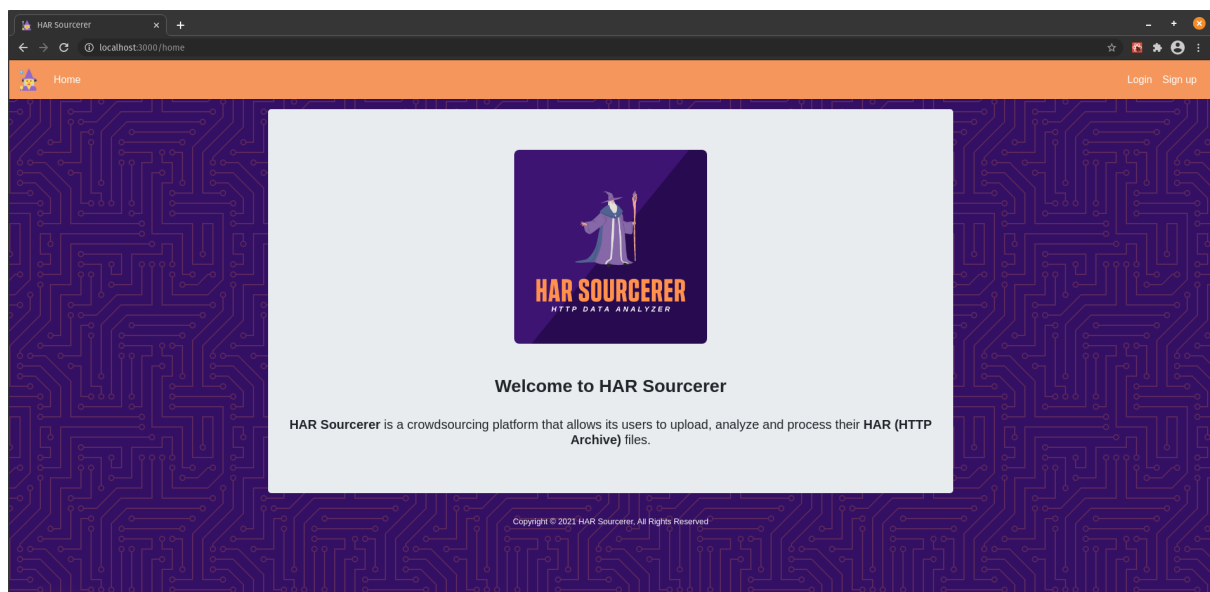 HAR Sourcerer
localhost:3000/home
Home
Login Sign up
HAR SOURCERER
HTTP DATA ANALYZER
Welcome to HAR Sourcerer
HAR Sourcerer is a crowdsourcing platform that allows its users to upload, analyze and process their HAR (HTTP
Archive) files.
Copyright © 2021 HAR Sourcerer, All Rights Reserved